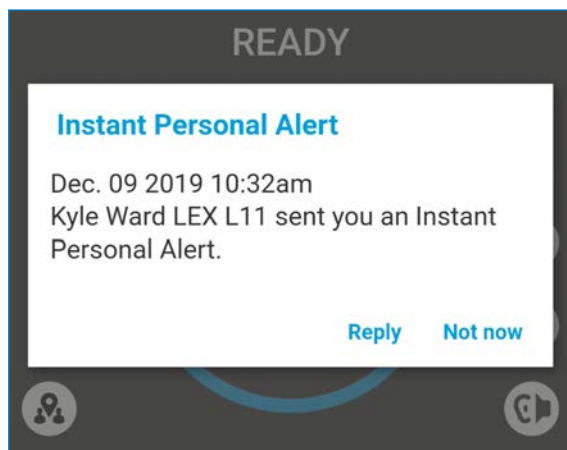 READY
Instant Personal Alert
Dec. 09 2019 10:32am
Kyle Ward LEX L11 sent you an Instant
Personal Alert.
Reply Not now